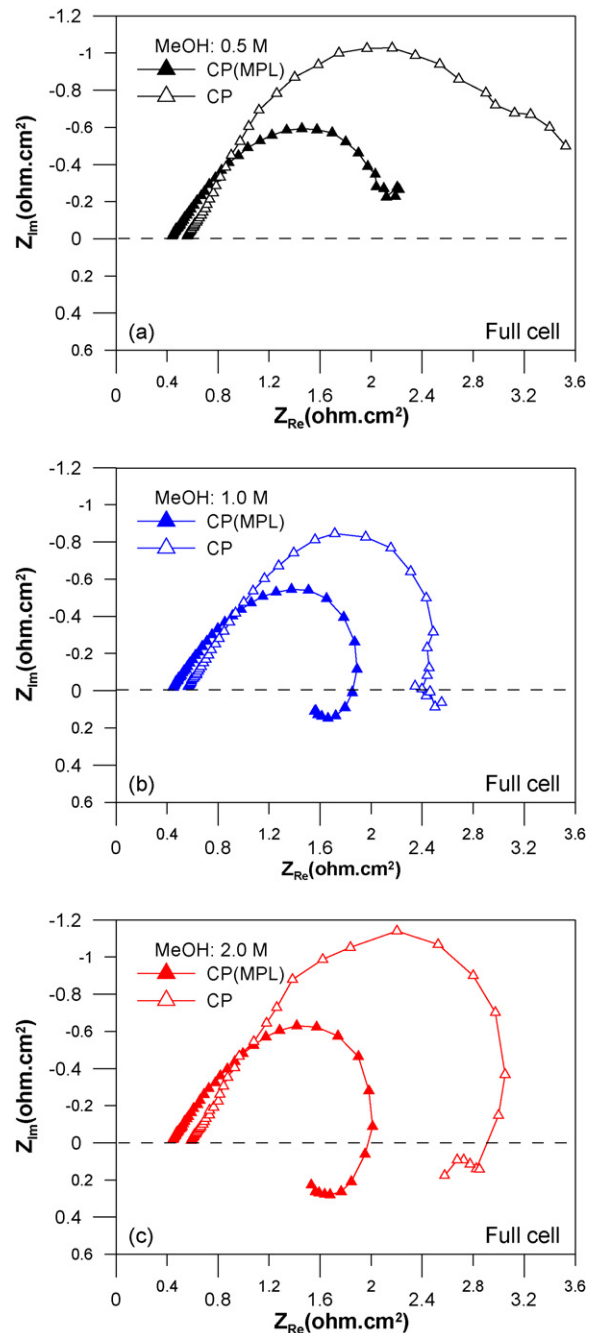 -1.2
-1
-0.8
-0.6
-0.4
-0.2
0
0.2
0.4
0.6
Z_Im(ohm.cm²)
MeOH: 0.5 M
CP(MPL)
CP
(a)
Full cell
0 0.4 0.8 1.2 1.6 2 2.4 2.8 3.2 3.6
Z_Re(ohm.cm²)
-1.2
-1
-0.8
-0.6
-0.4
-0.2
0
0.2
0.4
0.6
Z_Im(ohm.cm²)
MeOH: 1.0 M
CP(MPL)
CP
(b)
Full cell
0 0.4 0.8 1.2 1.6 2 2.4 2.8 3.2 3.6
Z_Re(ohm.cm²)
-1.2
-1
-0.8
-0.6
-0.4
-0.2
0
0.2
0.4
0.6
Z_Im(ohm.cm²)
MeOH: 2.0 M
CP(MPL)
CP
(c)
Full cell
0 0.4 0.8 1.2 1.6 2 2.4 2.8 3.2 3.6
Z_Re(ohm.cm²)